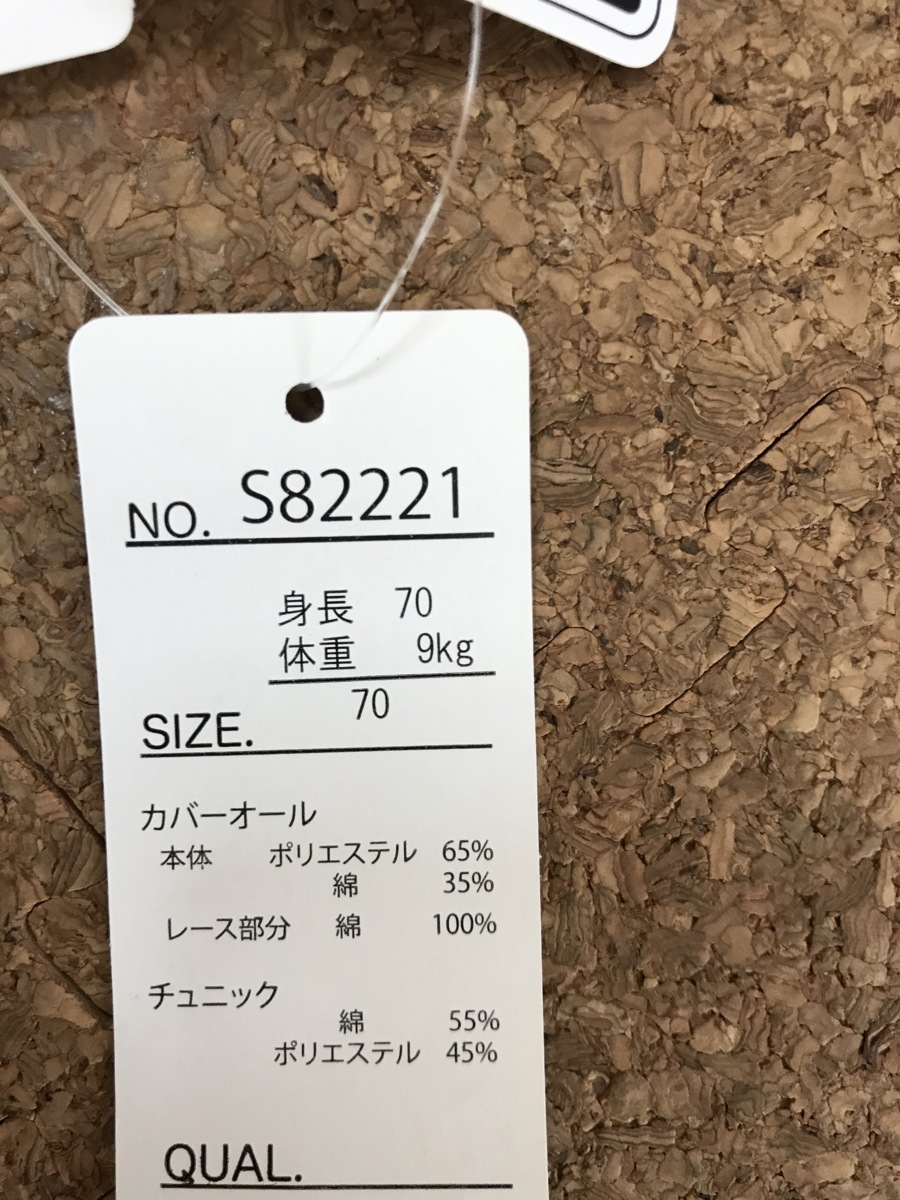 NO. S82221
身長 70
体重 9kg
SIZE. 70
カバーオール
本体 ポリエステル 65%
綿 35%
レース部分 綿 100%
チュニック
綿 55%
ポリエステル 45%
QUAL.